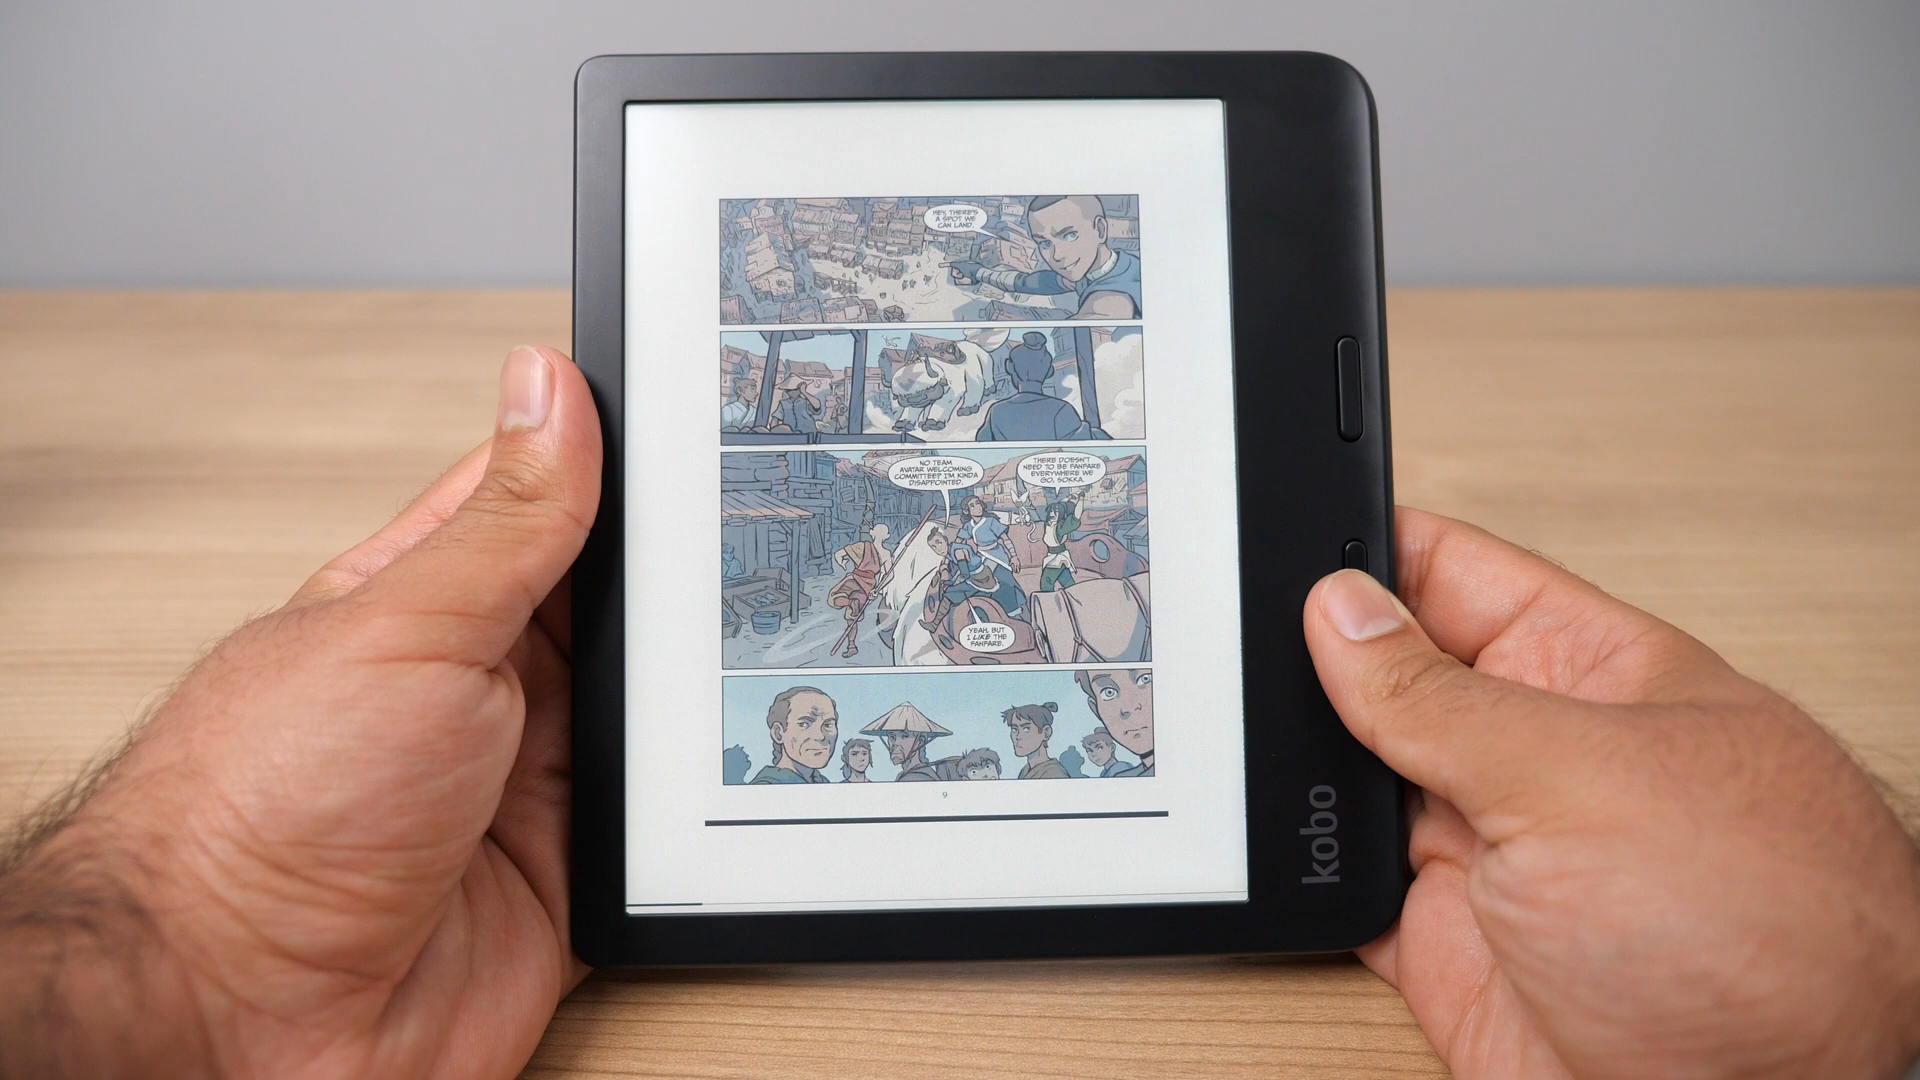 HEY, THERE'S
A SPOT WE
CAN LAND.
NO TEAM
AVATAR WELCOMING
COMMITTEE? I'M KINDA
DISAPPOINTED.
THERE DOESN'T
NEED TO BE FANFARE
EVERYWHERE WE
GO, SOKKA.
YEAH, BUT
I LIKE THE
FANFARE.
9
kobo